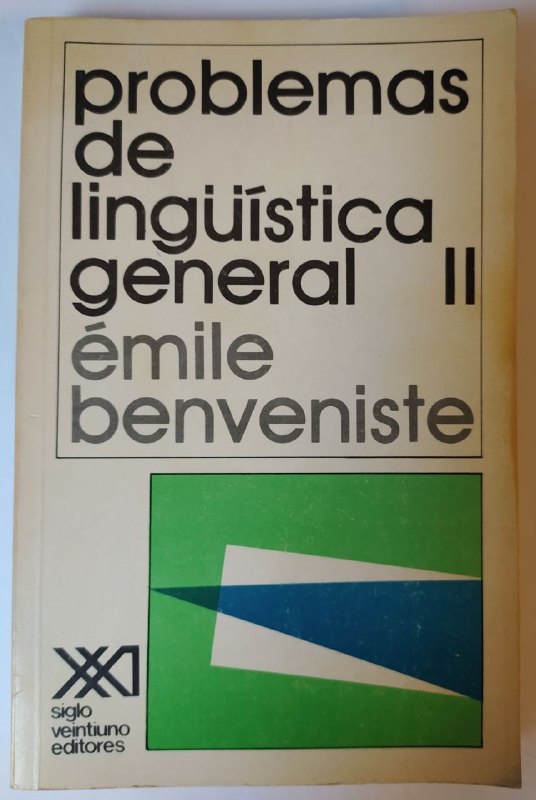 problemas
de
lingüística
general II
émile
benveniste
XXI
siglo
veintiuno
editores